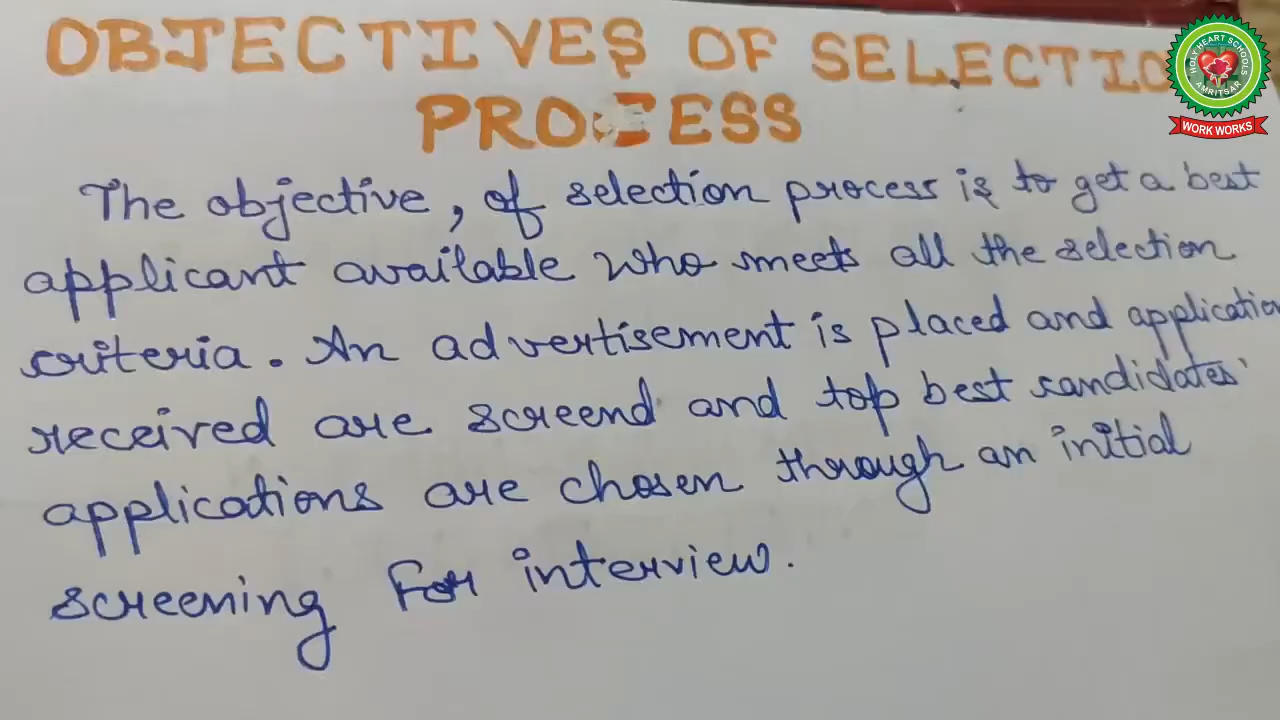 OBJECTIVES OF SELECTIO
PROCESS
The objective, of selection process is to get a best
applicant available who meets all the selection
criteria. An advertisement is placed and application
received are screend and top best candidates'
applications are chosen through an initial
screening For interview.
HOLY HEART SCHOOLS
AMRITSAR
WORK WORKS